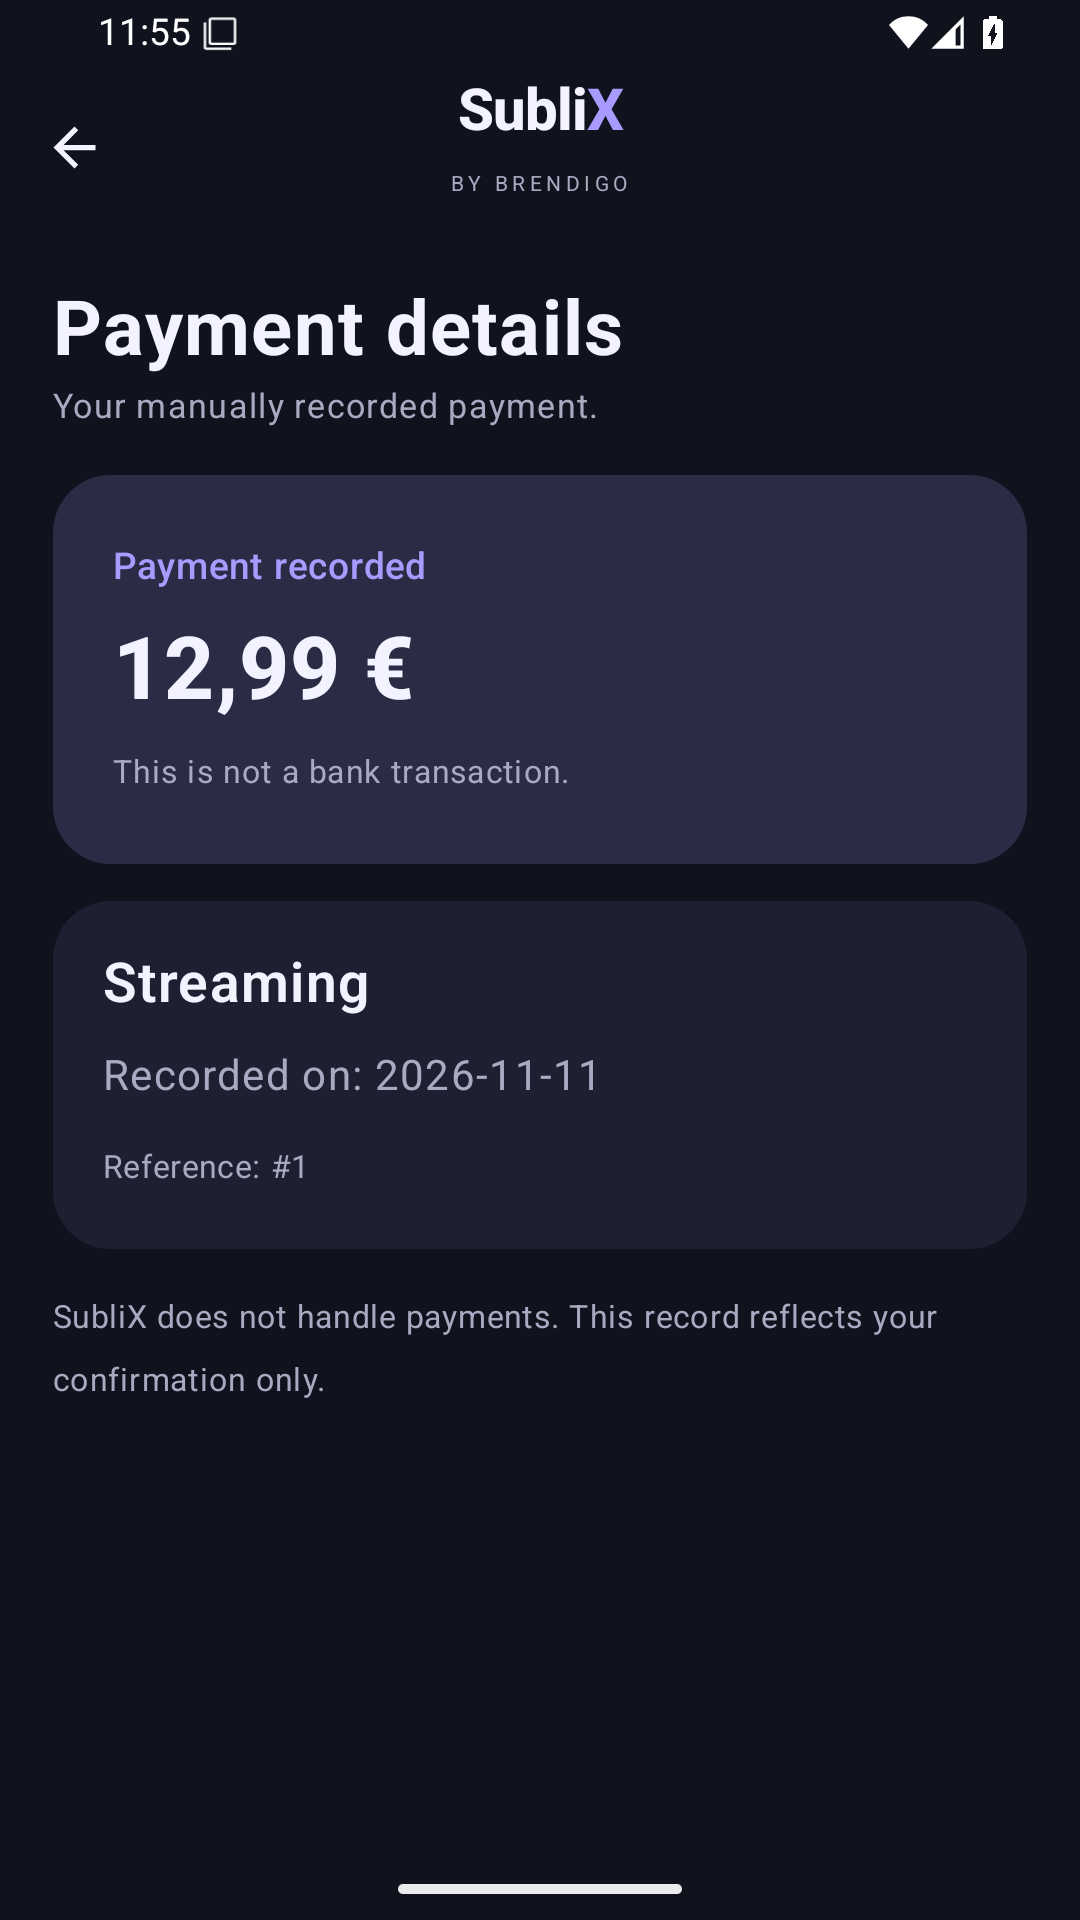 11:55
SubliX
BY BRENDIGO
Payment details
Your manually recorded payment.
Payment recorded
12,99 €
This is not a bank transaction.
Streaming
Recorded on: 2026-11-11
Reference: #1
SubliX does not handle payments. This record reflects your
confirmation only.